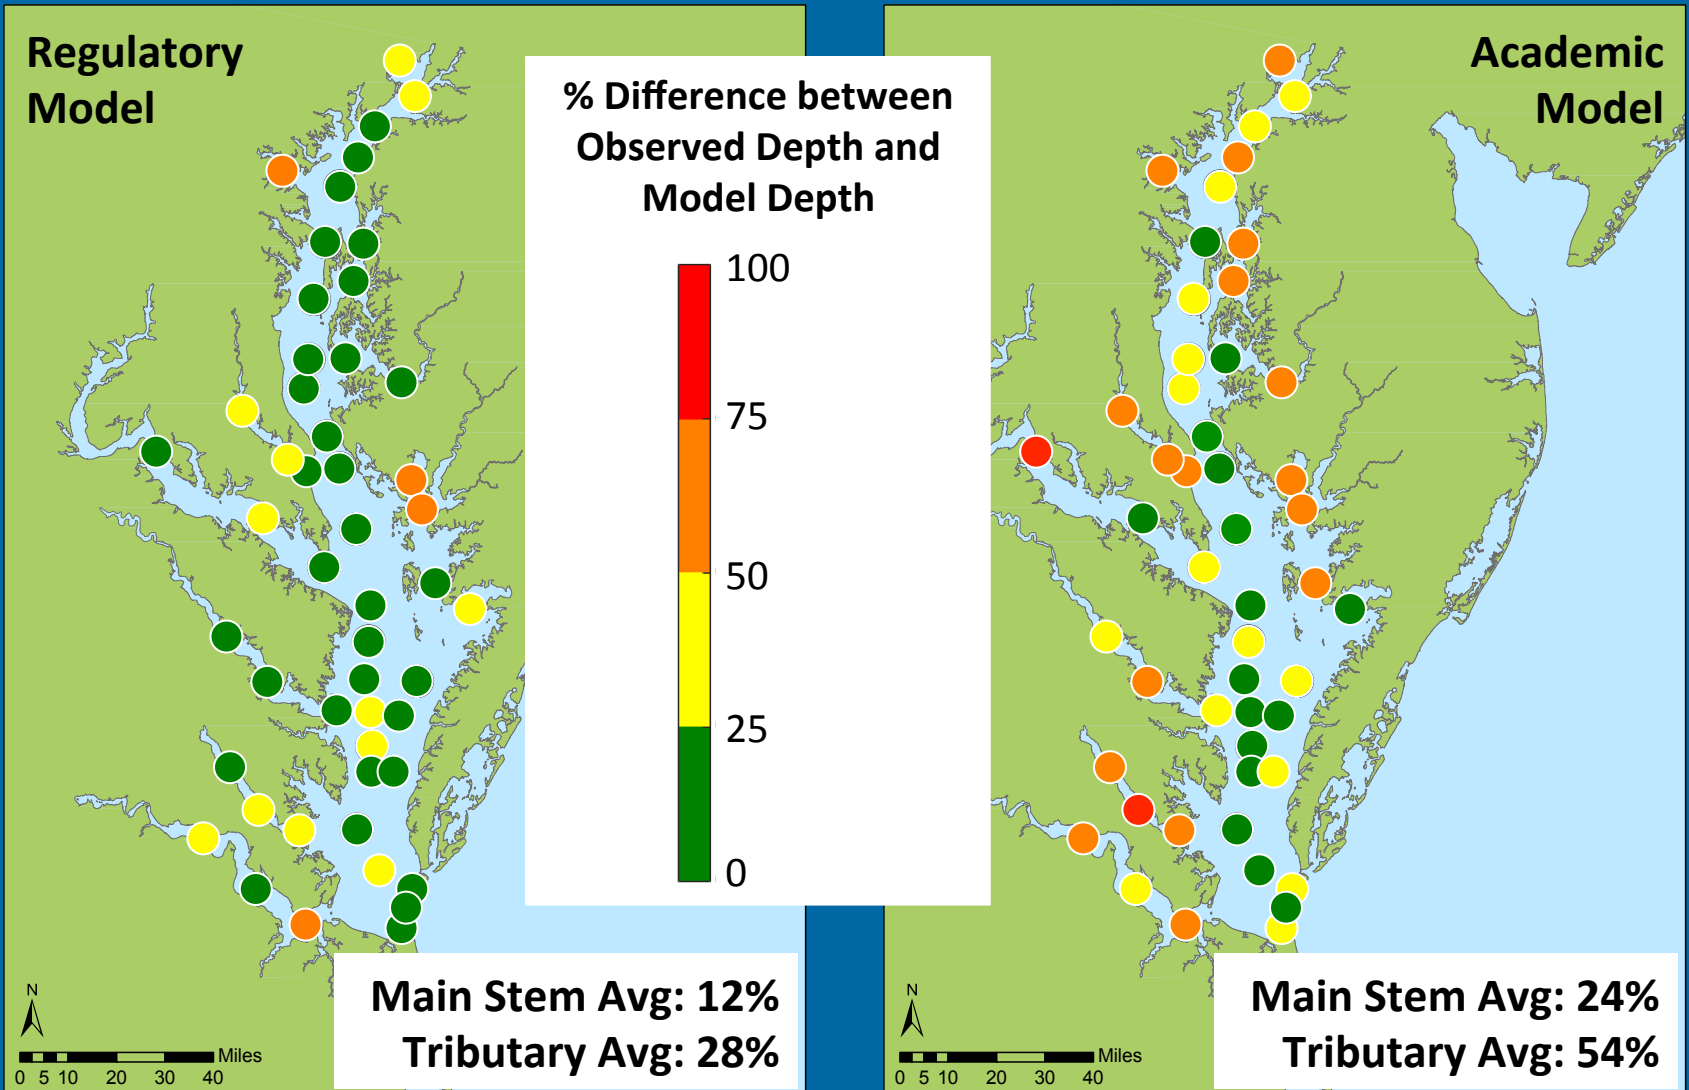 Regulatory
Model
% Difference between
Observed Depth and
Model Depth
100
75
50
25
0
Academic
Model
N
Miles
0 5 10 20 30 40
Main Stem Avg: 12%
Tributary Avg: 28%
N
Miles
0 5 10 20 30 40
Main Stem Avg: 24%
Tributary Avg: 54%